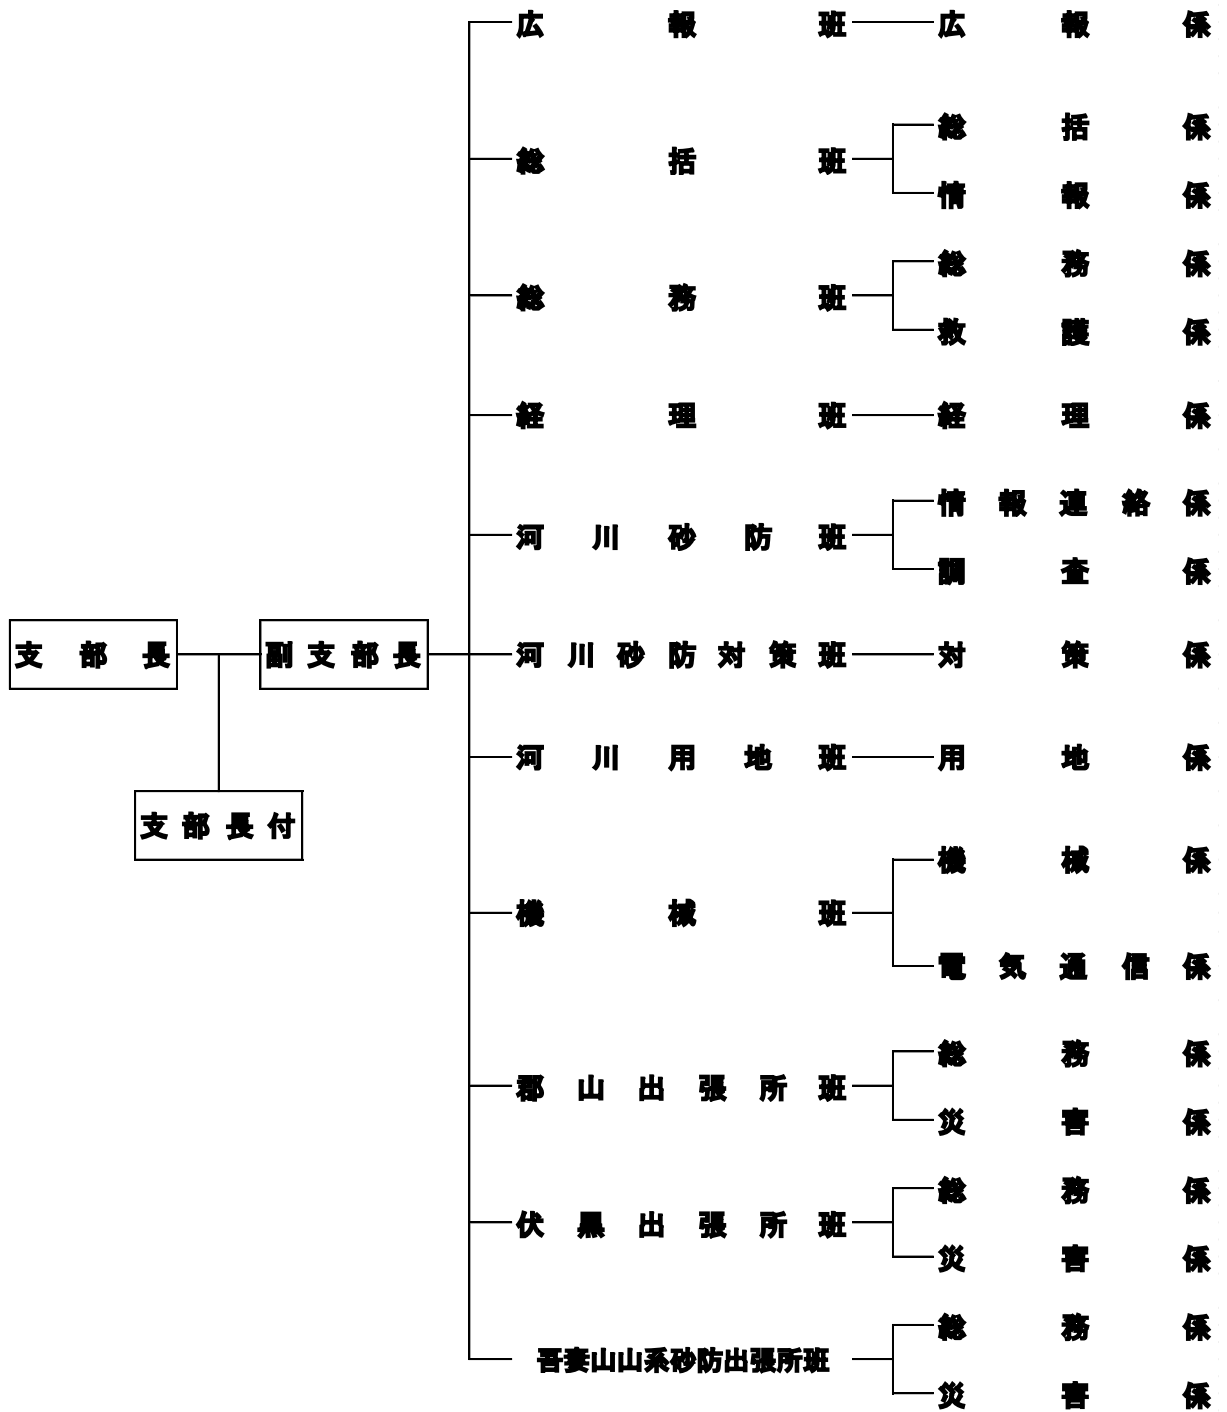 広報班 広報係
総括班 総括係
情報係
総務班 総務係
救護係
経理班 経理係
河川砂防班 情報連絡係
調査係
支部長 副支部長 河川砂防対策班 対策係
河川用地班 用地係
支部長付
機械班 機械係
電気通信係
郡山出張所班 総務係
災害係
伏黒出張所班 総務係
災害係
吾妻山山系砂防出張所班 総務係
災害係